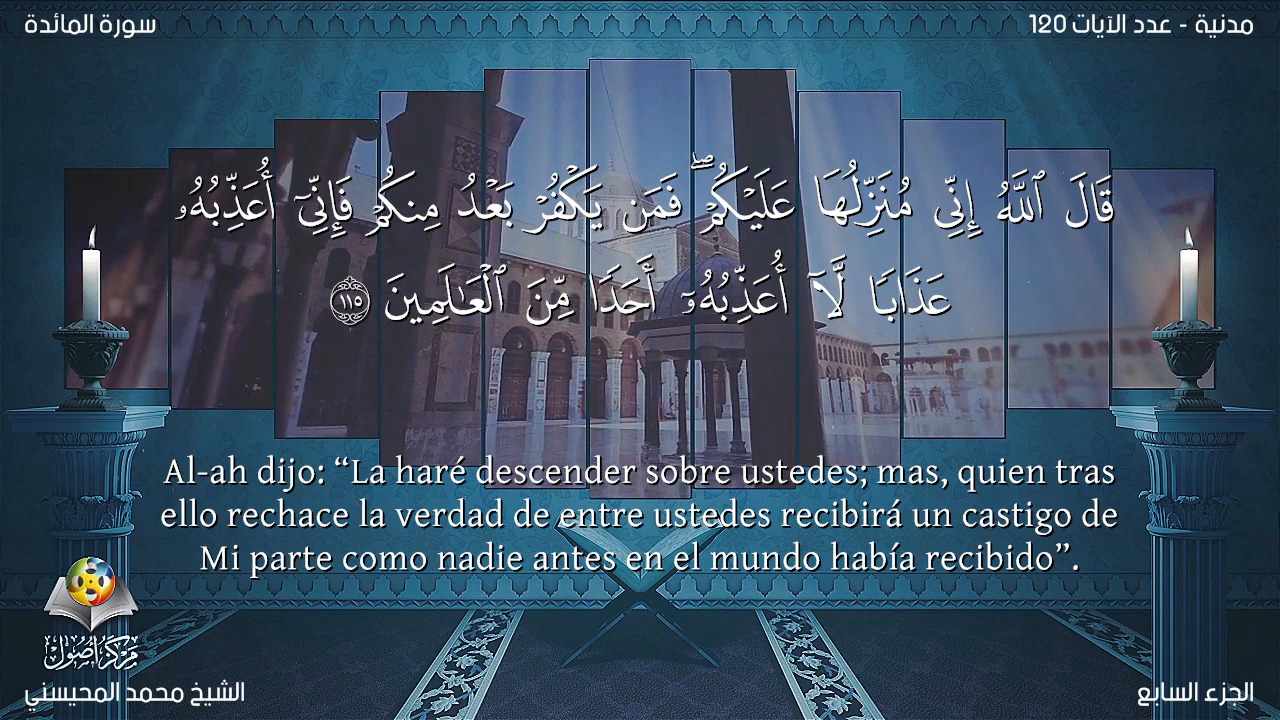 سورة المائدة
مدنية - عدد الآيات 120
قَالَ ٱللَّهُ إِنِّى مُنَزِّلُهَا عَلَيْكُمْ ۖ فَمَن يَكْفُرْ بَعْدُ مِنكُمْ فَإِنِّىٓ أُعَذِّبُهُۥ
عَذَابًا لَّآ أُعَذِّبُهُۥٓ أَحَدًا مِّنَ ٱلْعَـٰلَمِينَ ١١٥
Al-ah dijo: “La haré descender sobre ustedes; mas, quien tras
ello rechace la verdad de entre ustedes recibirá un castigo de
Mi parte como nadie antes en el mundo había recibido”.
مركز أصول
الشيخ محمد المحيسني
الجزء السابع